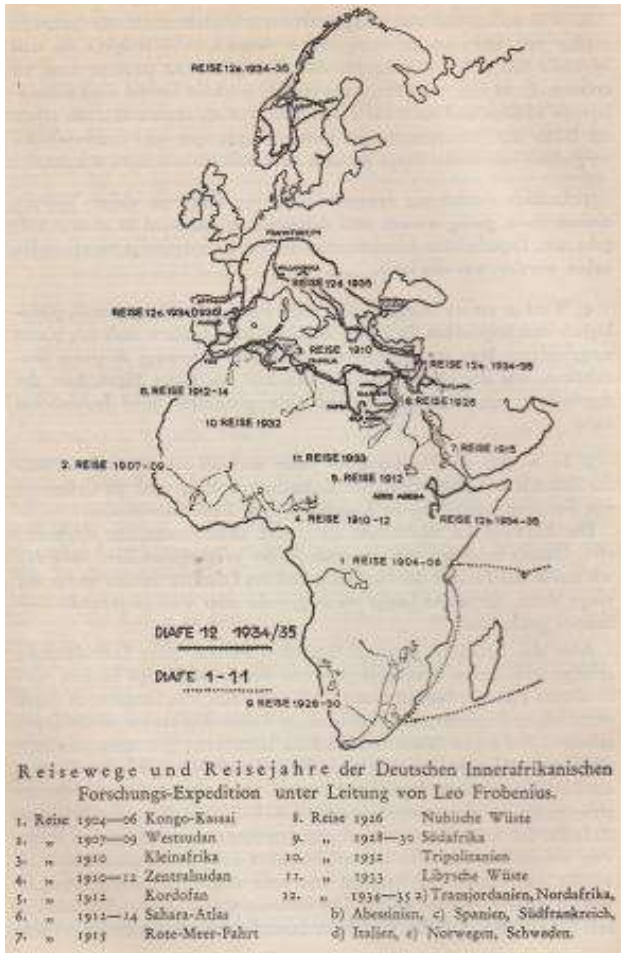 REISE 12e. 1934-35
FRANKFURT/M
REISE 12d 1935
REISE 12c. 1934 (1936)
3. REISE 1910
REISE 12a. 1934-35
6. REISE 1912-14
8 REISE 1926
10. REISE 1932
7. REISE 1915
11. REISE 1933
2. REISE 1907-09
5. REISE 1912
ADDIS ABEBA
4. REISE 1910-12
REISE 12b. 1934-35
1. REISE 1904-06
DIAFE 12 1934/35
DIAFE 1-11
9. REISE 1928-30
Reisewege und Reisejahre der Deutschen Innerafrikanischen
Forschungs-Expedition unter Leitung von Leo Frobenius.
1. Reise 1904—06 Kongo-Kassai
2. „ 1907—09 Westsudan
3. „ 1910 Kleinafrika
4. „ 1910—12 Zentralsudan
5. „ 1912 Kordofan
6. „ 1912—14 Sahara-Atlas
7. „ 1915 Rote-Meer-Fahrt
8. Reise 1926 Nubische Wüste
9. „ 1928—30 Südafrika
10. „ 1932 Tripolitanien
11. „ 1933 Libysche Wüste
12. „ 1934—35 a) Transjordanien, Nordafrika,
b) Abessinien, c) Spanien, Südfrankreich,
d) Italien, e) Norwegen, Schweden.